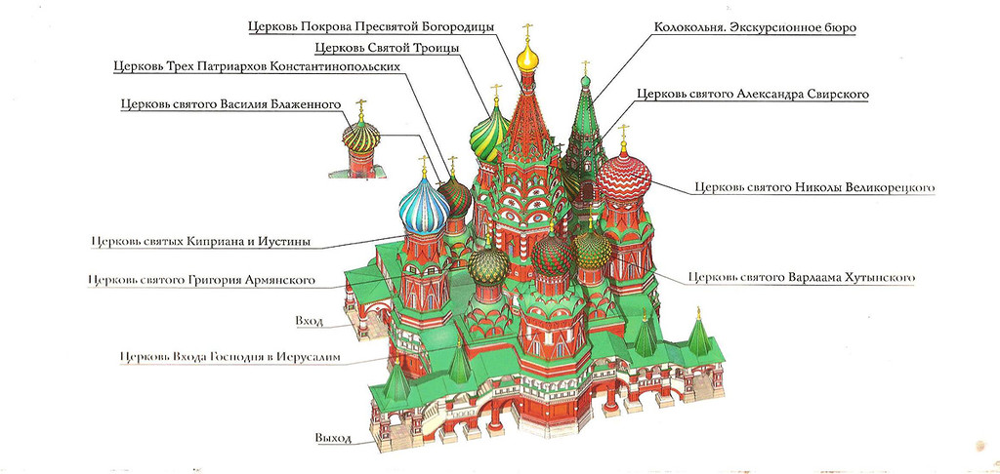 Церковь Покрова Пресвятой Богородицы
Церковь Святой Троицы
Церковь Трех Патриархов Константинопольских
Церковь святого Василия Блаженного
Церковь святых Киприана и Иустины
Церковь святого Григория Армянского
Вход
Церковь Входа Господня в Иерусалим
Выход
Колокольня. Экскурсионное бюро
Церковь святого Александра Свирского
Церковь святого Николы Великорецкого
Церковь святого Варлаама Хутынского